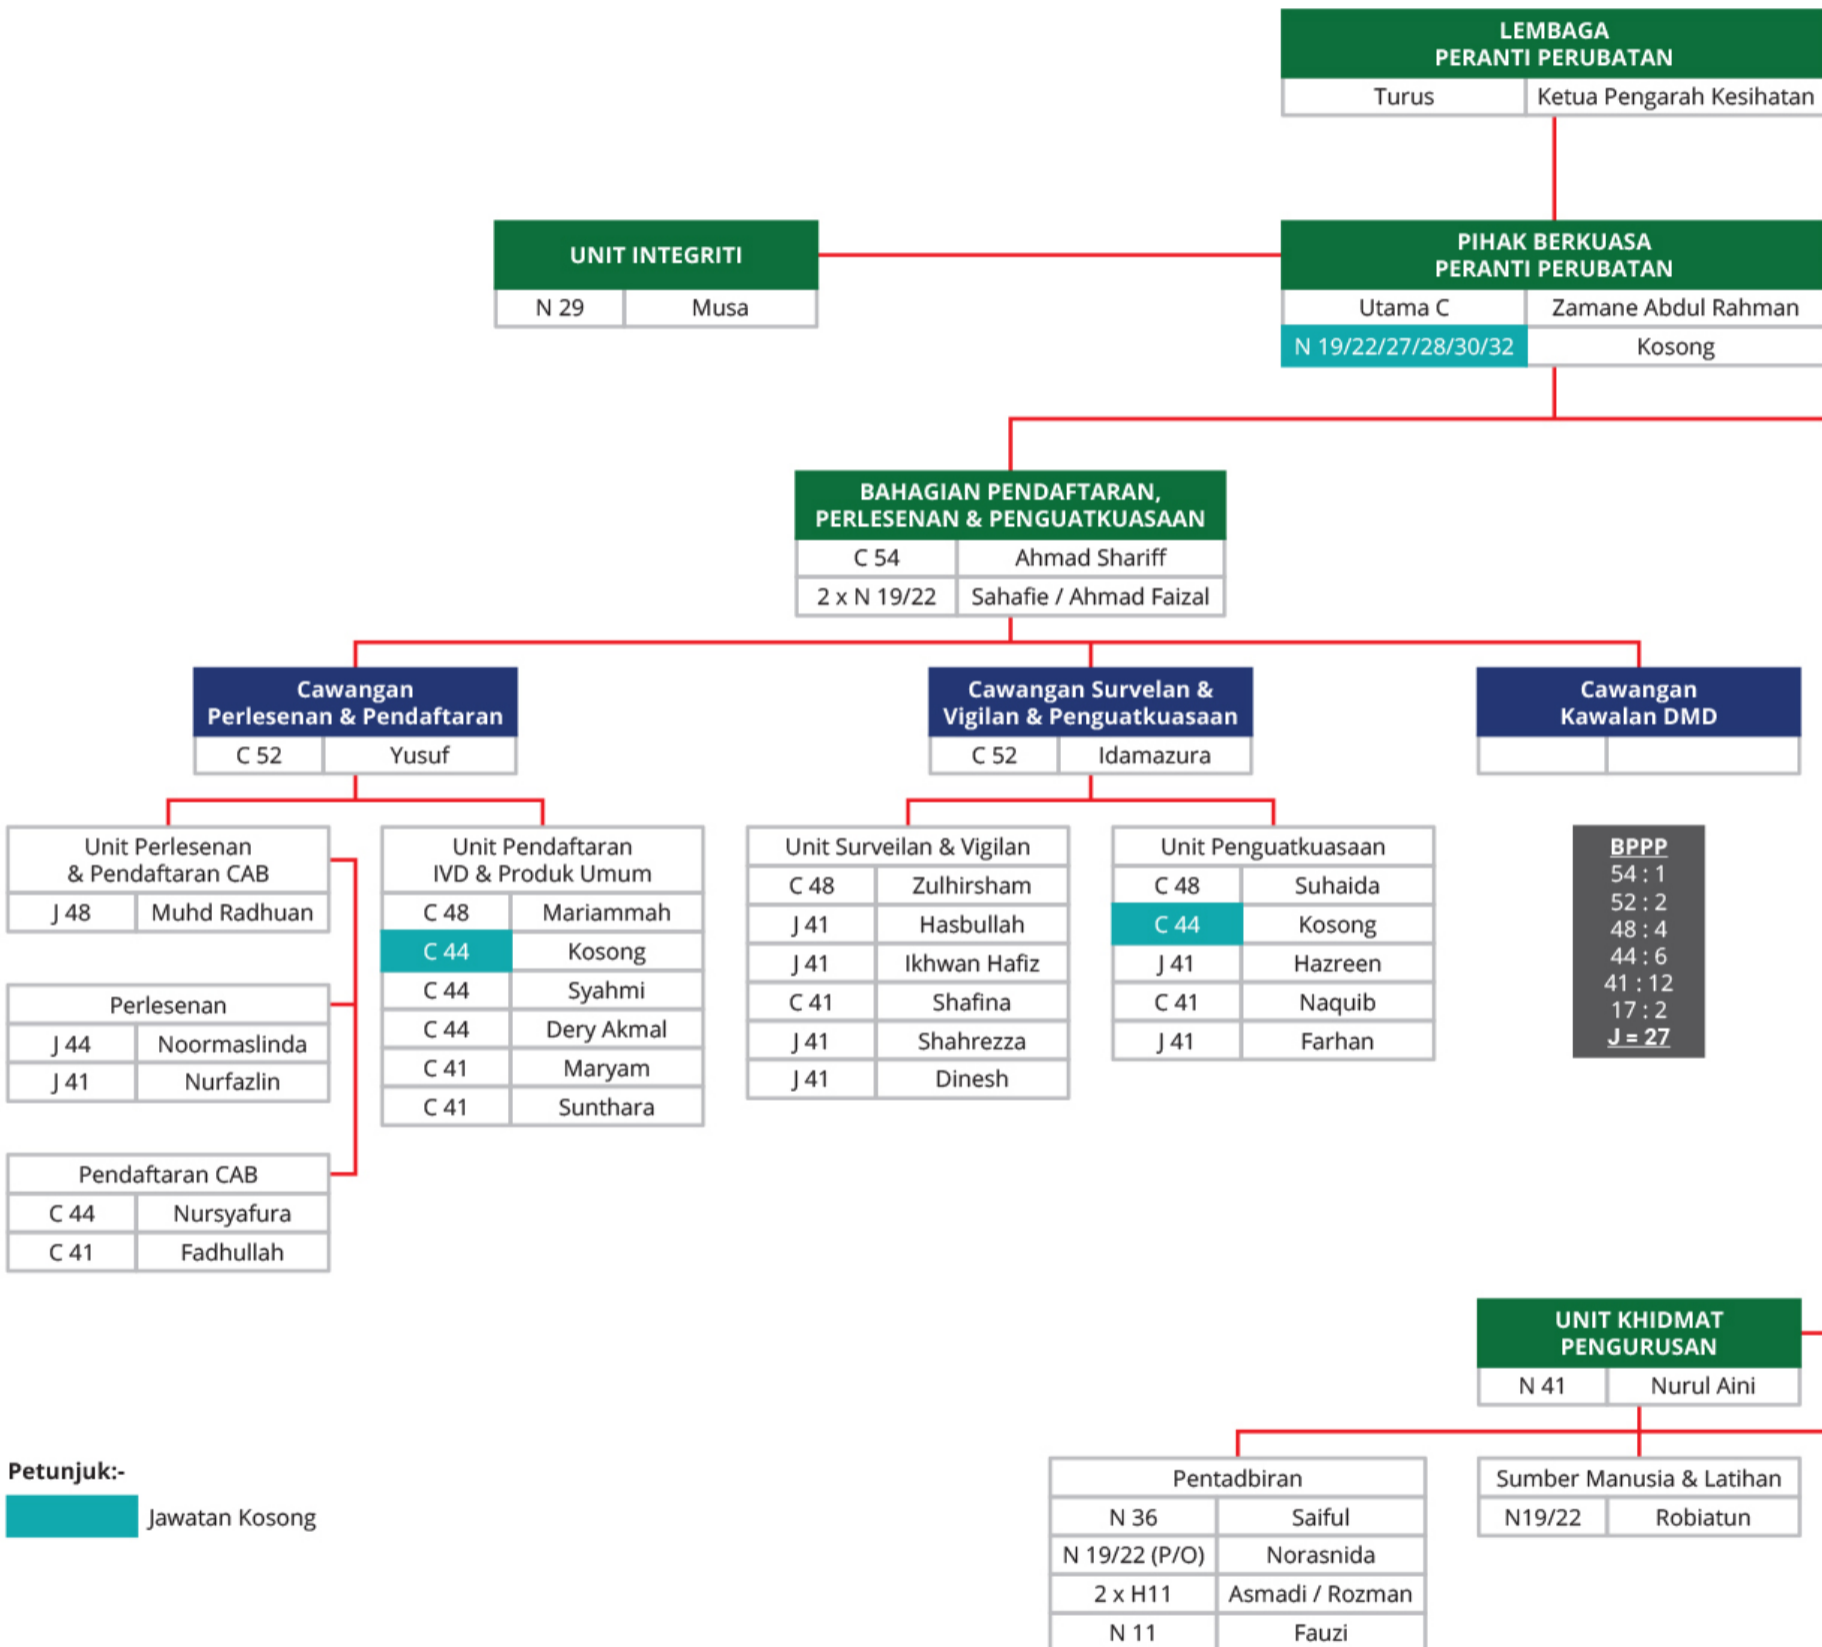 LEMBAGA
PERANTI PERUBATAN
Turus Ketua Pengarah Kesihatan
UNIT INTEGRITI
N 29 Musa
PIHAK BERKUASA
PERANTI PERUBATAN
Utama C Zamane Abdul Rahman
N 19/22/27/28/30/32 Kosong
BAHAGIAN PENDAFTARAN,
PERLESENAN & PENGUATKUASAAN
C 54 Ahmad Shariff
2 x N 19/22 Sahafie / Ahmad Faizal
Cawangan
Perlesenan & Pendaftaran
C 52 Yusuf
Cawangan Survelan &
Vigilan & Penguatkuasaan
C 52 Idamazura
Cawangan
Kawalan DMD
Unit Perlesenan
& Pendaftaran CAB
J 48 Muhd Radhuan
Perlesenan
J 44 Noormaslinda
J 41 Nurfazlin
Pendaftaran CAB
C 44 Nursyafura
C 41 Fadhullah
Unit Pendaftaran
IVD & Produk Umum
C 48 Mariammah
C 44 Kosong
C 44 Syahmi
C 44 Dery Akmal
C 41 Maryam
C 41 Sunthara
Unit Surveilan & Vigilan
C 48 Zulhirsham
J 41 Hasbullah
J 41 Ikhwan Hafiz
C 41 Shafina
J 41 Shahrezza
J 41 Dinesh
Unit Penguatkuasaan
C 48 Suhaida
C 44 Kosong
J 41 Hazreen
C 41 Naquib
J 41 Farhan
BPPP
54 : 1
52 : 2
48 : 4
44 : 6
41 : 12
17 : 2
J = 27
UNIT KHIDMAT
PENGURUSAN
N 41 Nurul Aini
Pentadbiran
N 36 Saiful
N 19/22 (P/O) Norasnida
2 x H11 Asmadi / Rozman
N 11 Fauzi
Sumber Manusia & Latihan
N19/22 Robiatun
Petunjuk:-
Jawatan Kosong